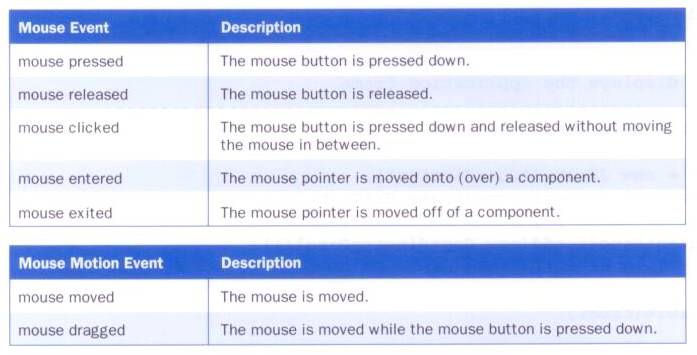 Mouse Event Description
mouse pressed The mouse button is pressed down.
mouse released The mouse button is released.
mouse clicked The mouse button is pressed down and released without moving
the mouse in between.
mouse entered The mouse pointer is moved onto (over) a component.
mouse exited The mouse pointer is moved off of a component.
Mouse Motion Event Description
mouse moved The mouse is moved.
mouse dragged The mouse is moved while the mouse button is pressed down.